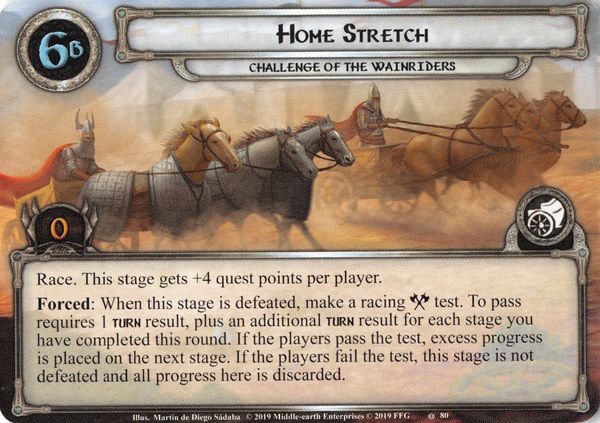 6B
HOME STRETCH
CHALLENGE OF THE WAINRIDERS
0
Race. This stage gets +4 quest points per player.
Forced: When this stage is defeated, make a racing test. To pass
requires 1 TURN result, plus an additional TURN result for each stage you
have completed this round. If the players pass the test, excess progress
is placed on the next stage. If the players fail the test, this stage is not
defeated and all progress here is discarded.
Illus. Martin de Diego Sádaba © 2019 Middle-earth Enterprises © 2019 FFG 80